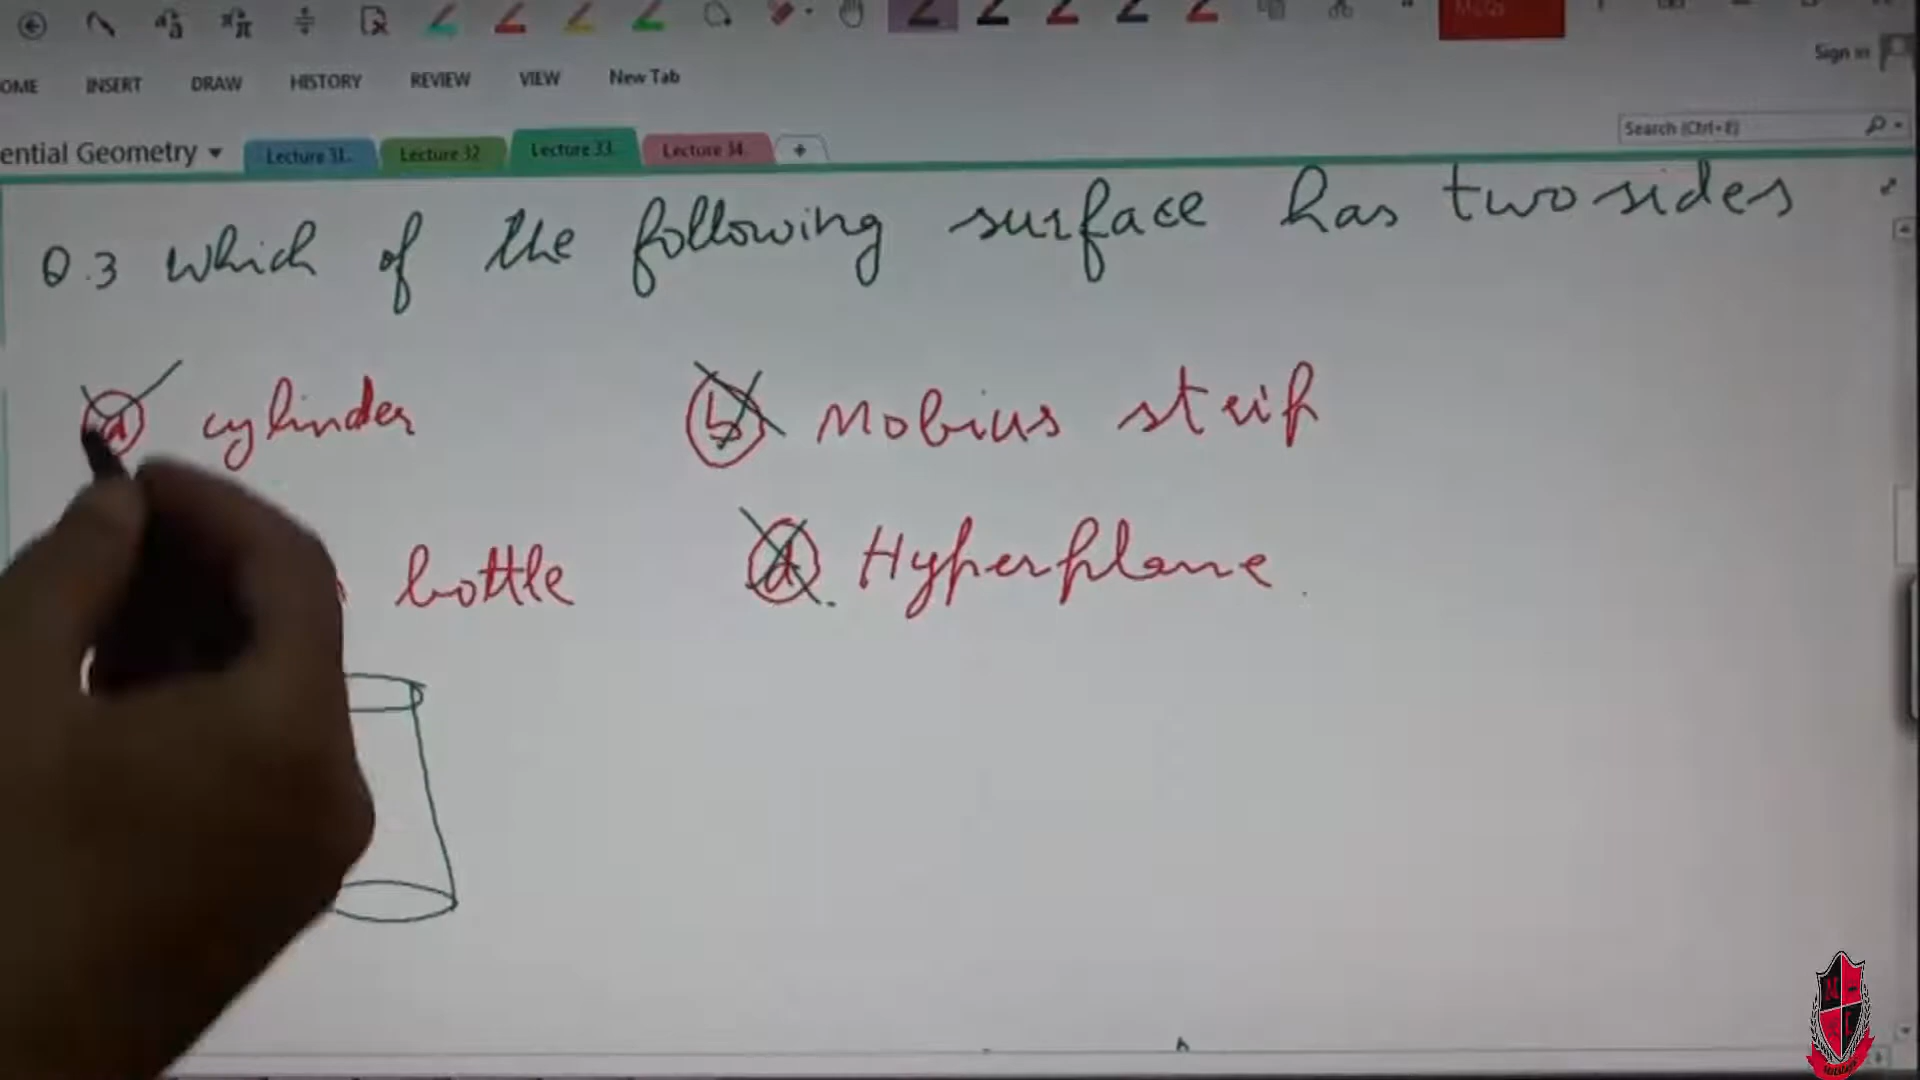 OME INSERT DRAW HISTORY REVIEW VIEW New Tab
Sign in
ential Geometry Lecture 31. Lecture 32 Lecture 33. Lecture 34. +
Search (Ctrl+E)
Q.3 which of the following surface has two sides
a cylinder b Mobius strip
bottle d Hyperplane